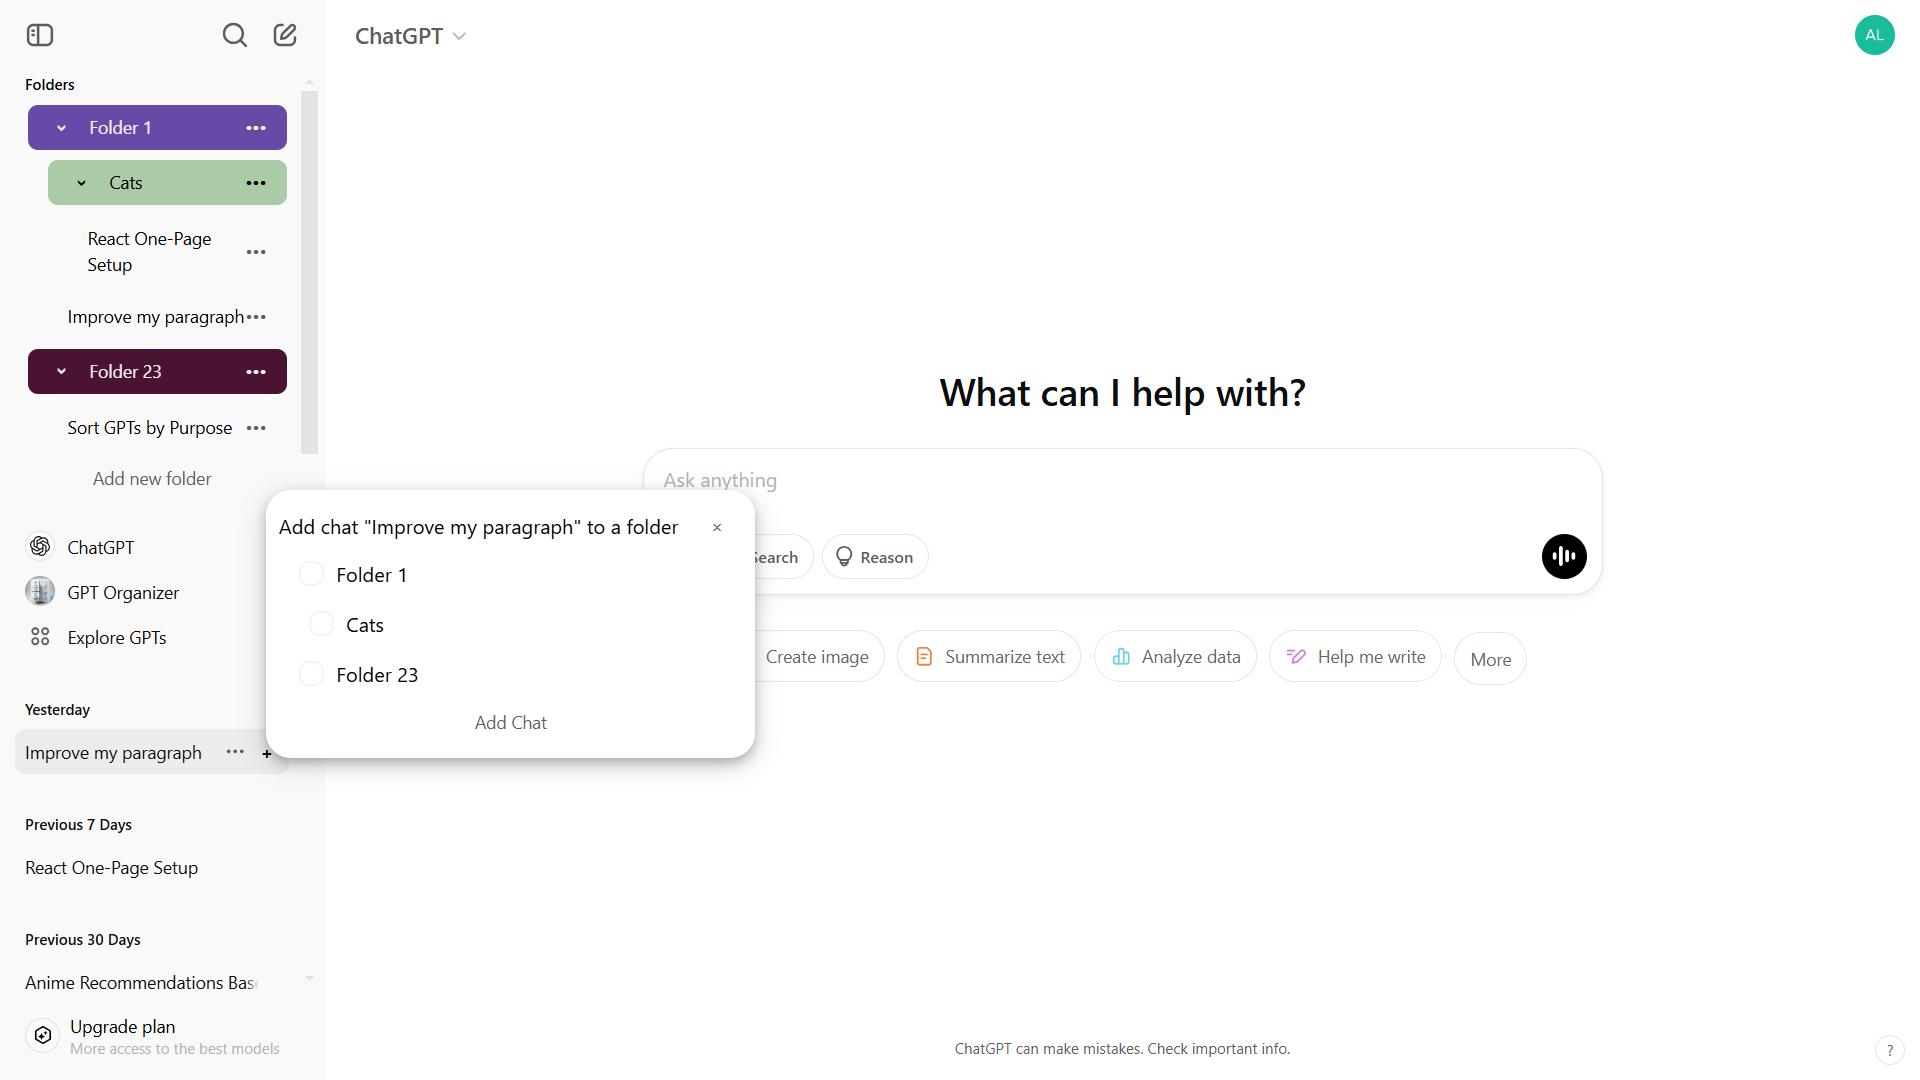 ChatGPT
AL
Folders
Folder 1
Cats
React One-Page
Setup
Improve my paragraph
Folder 23
Sort GPTs by Purpose
Add new folder
ChatGPT
GPT Organizer
Explore GPTs
Yesterday
Improve my paragraph
+
Previous 7 Days
React One-Page Setup
Previous 30 Days
Anime Recommendations Base
Upgrade plan
More access to the best models
What can I help with?
Ask anything
Search
Reason
Create image
Summarize text
Analyze data
Help me write
More
Add chat "Improve my paragraph" to a folder
×
Folder 1
Cats
Folder 23
Add Chat
ChatGPT can make mistakes. Check important info.
?